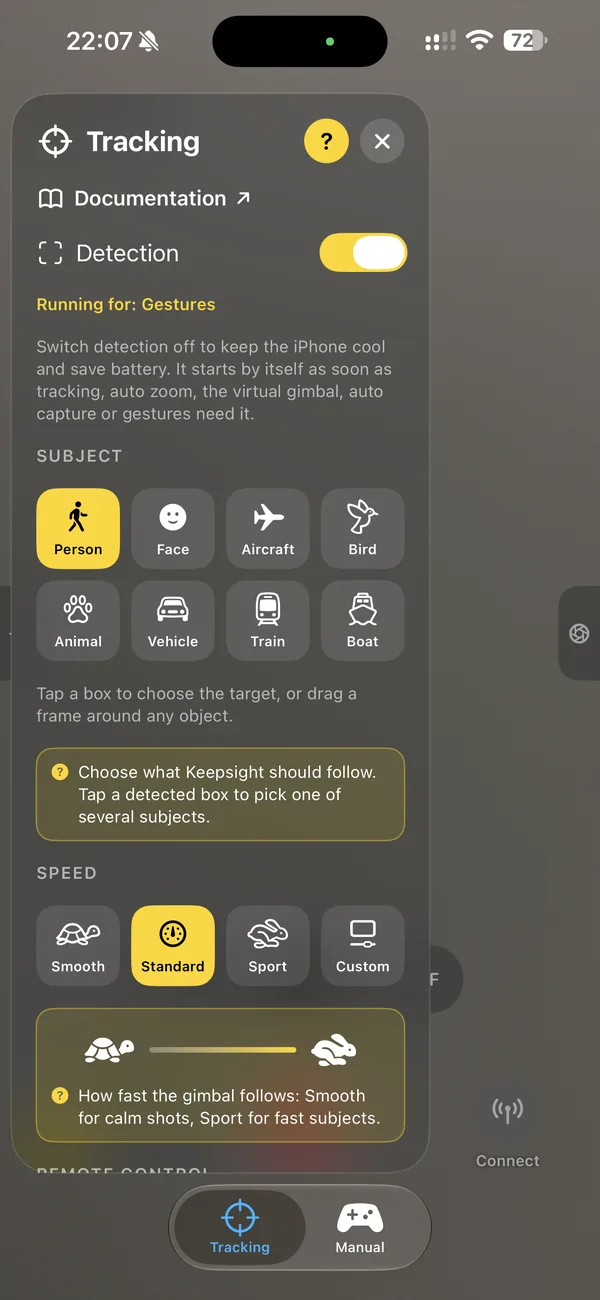 22:07
72
Tracking
?
Documentation
Detection
Running for: Gestures
Switch detection off to keep the iPhone cool
and save battery. It starts by itself as soon as
tracking, auto zoom, the virtual gimbal, auto
capture or gestures need it.
SUBJECT
Person
Face
Aircraft
Bird
Animal
Vehicle
Train
Boat
Tap a box to choose the target, or drag a
frame around any object.
? Choose what Keepsight should follow.
Tap a detected box to pick one of
several subjects.
SPEED
Smooth
Standard
Sport
Custom
F
? How fast the gimbal follows: Smooth
for calm shots, Sport for fast subjects.
Connect
REMOTE CONTROL
Tracking
Manual